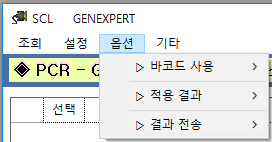 SCL GENEXPERT
조회 설정 옵션 기타
◈ PCR - G
▷ 바코드 사용 >
▷ 적용 결과 >
▷ 결과 전송 >
선택